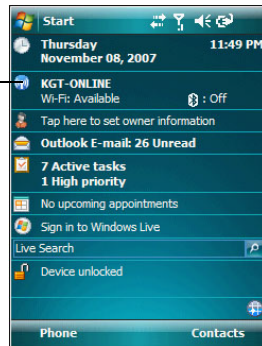 Start
Thursday 11:49 PM
November 08, 2007
KGT-ONLINE
Wi-Fi: Available : Off
Tap here to set owner information
Outlook E-mail: 26 Unread
7 Active tasks
1 High priority
No upcoming appointments
Sign in to Windows Live
Live Search
Device unlocked
Phone Contacts